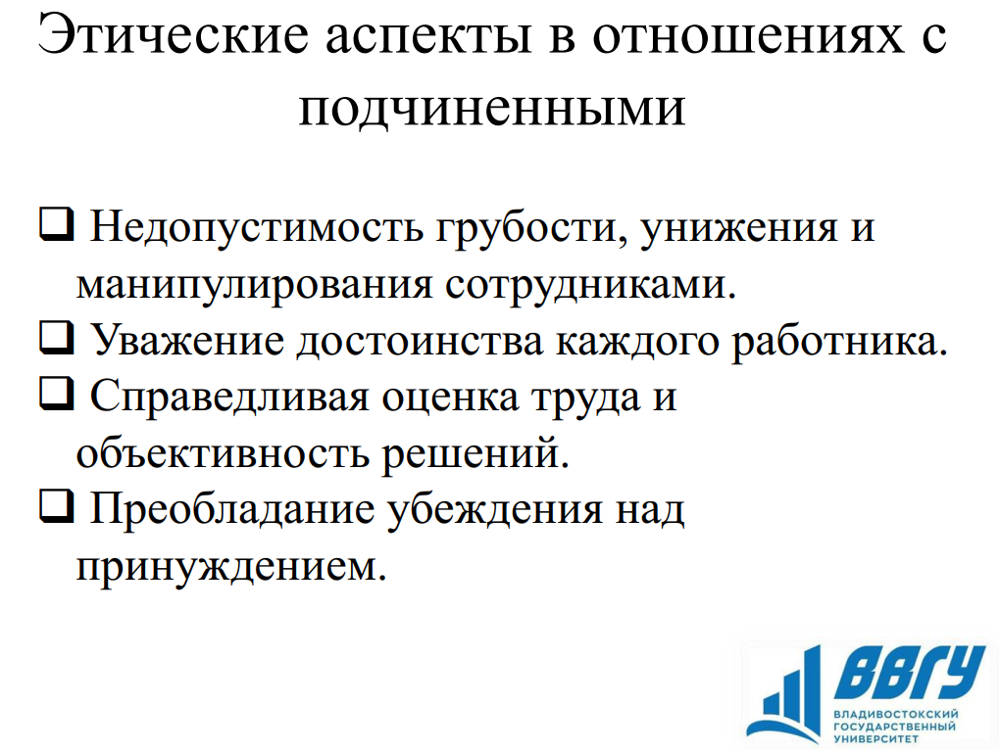 Этические аспекты в отношениях с
подчиненными
❑ Недопустимость грубости, унижения и
манипулирования сотрудниками.
❑ Уважение достоинства каждого работника.
❑ Справедливая оценка труда и
объективность решений.
❑ Преобладание убеждения над
принуждением.
ВВГУ
ВЛАДИВОСТОКСКИЙ
ГОСУДАРСТВЕННЫЙ
УНИВЕРСИТЕТ